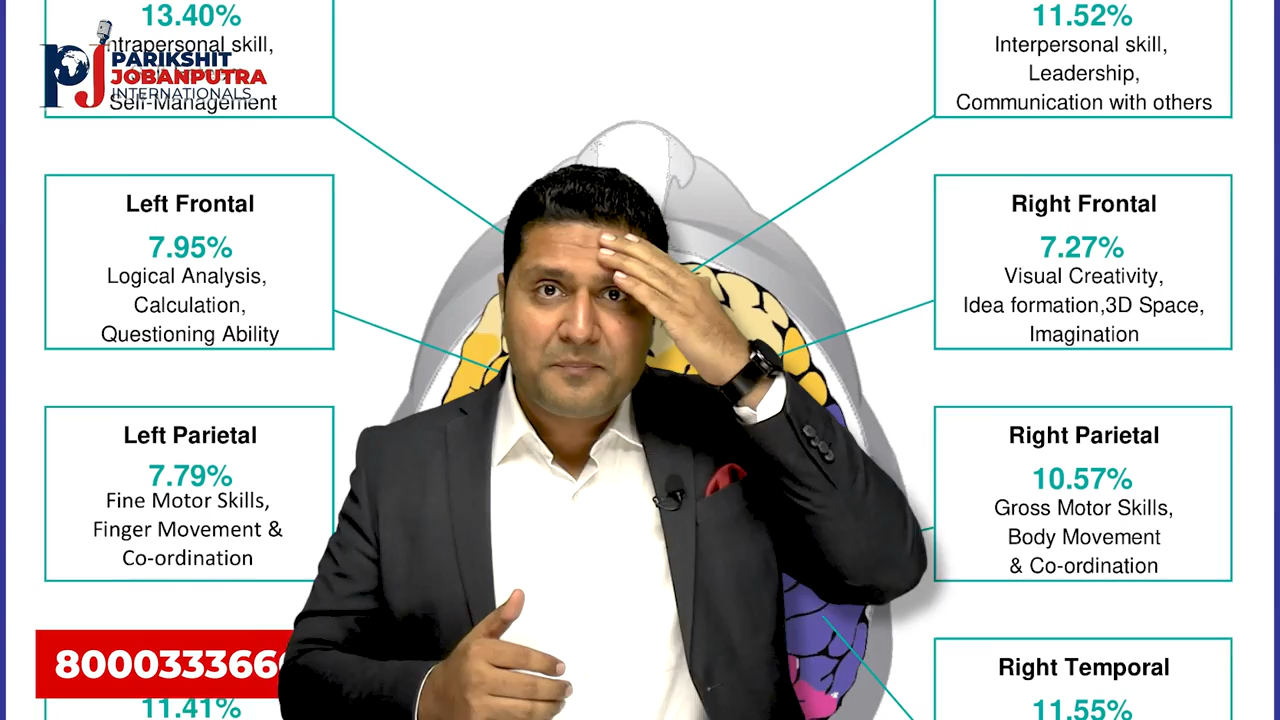 13.40%
ntrapersonal skill,
Self-Management
PJ
PARIKSHIT
JOBANPUTRA
INTERNATIONALS
Left Frontal
7.95%
Logical Analysis,
Calculation,
Questioning Ability
Left Parietal
7.79%
Fine Motor Skills,
Finger Movement &
Co-ordination
800033366
11.41%
11.52%
Interpersonal skill,
Leadership,
Communication with others
Right Frontal
7.27%
Visual Creativity,
Idea formation,3D Space,
Imagination
Right Parietal
10.57%
Gross Motor Skills,
Body Movement
& Co-ordination
Right Temporal
11.55%